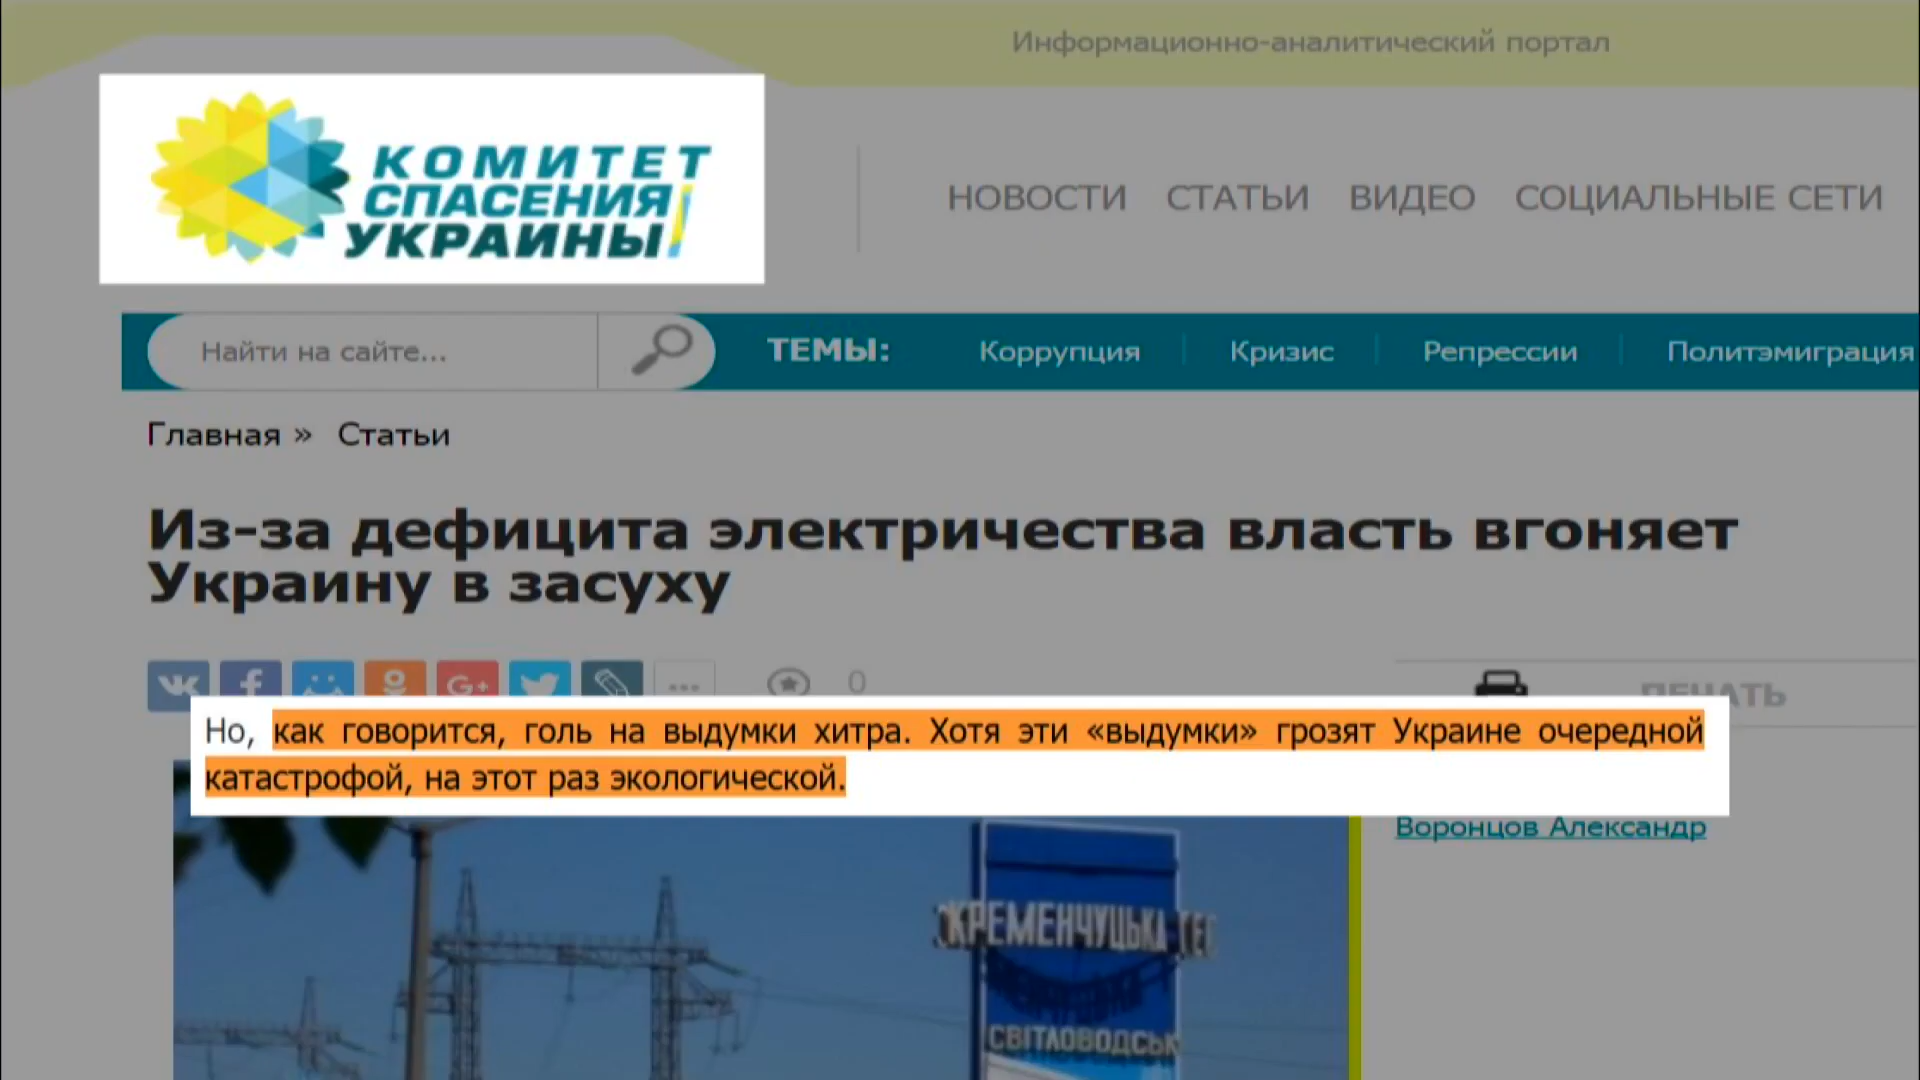 Информационно-аналитический портал
КОМИТЕТ
СПАСЕНИЯ
УКРАИНЫ!
НОВОСТИ СТАТЬИ ВИДЕО СОЦИАЛЬНЫЕ СЕТИ
Найти на сайте...
ТЕМЫ: Коррупция Кризис Репрессии Политэмиграция
Главная » Статьи
Из-за дефицита электричества власть вгоняет
Украину в засуху
0
ПЕЧАТЬ
Но, как говорится, голь на выдумки хитра. Хотя эти «выдумки» грозят Украине очередной
катастрофой, на этот раз экологической.
Воронцов Александр
КРЕМЕНЧУЦЬКА ГЕС
СВІТЛОВОДСЬК